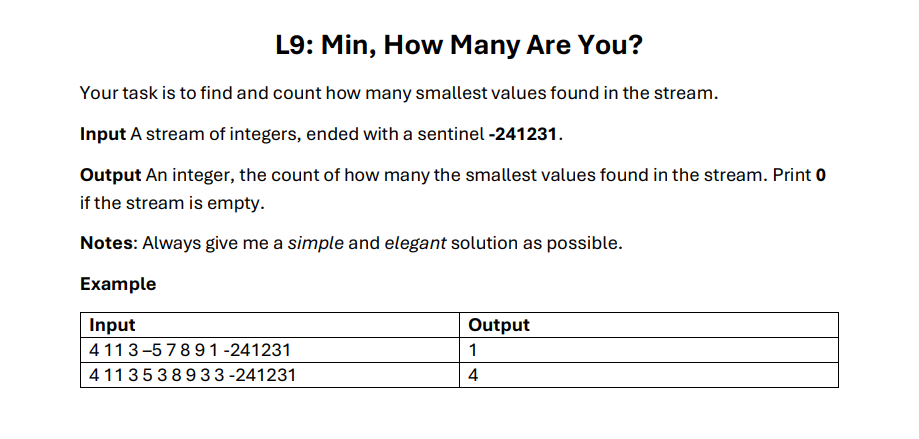 L9: Min, How Many Are You?
Your task is to find and count how many smallest values found in the stream.
Input A stream of integers, ended with a sentinel -241231.
Output An integer, the count of how many the smallest values found in the stream. Print 0
if the stream is empty.
Notes: Always give me a simple and elegant solution as possible.
Example
Input Output
4 11 3 –5 7 8 9 1 -241231 1
4 11 3 5 3 8 9 3 3 -241231 4